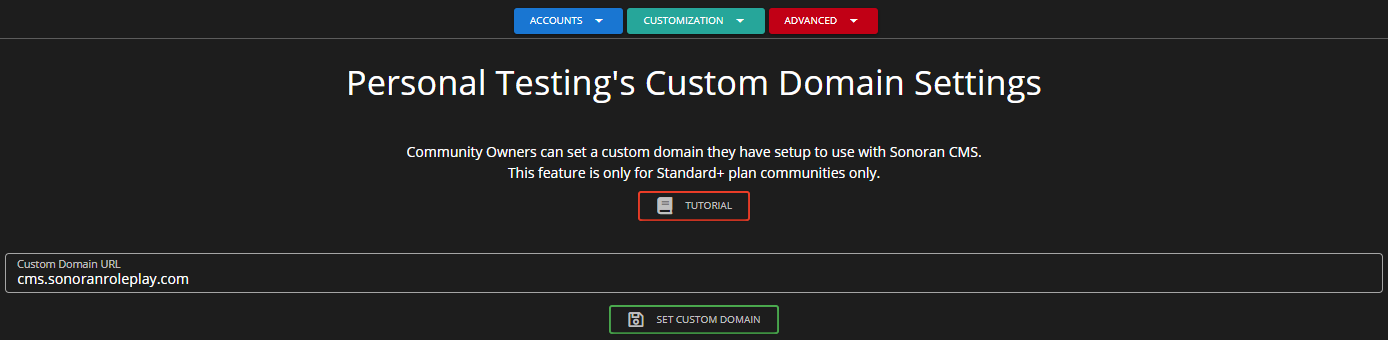 ACCOUNTS CUSTOMIZATION ADVANCED
Personal Testing's Custom Domain Settings
Community Owners can set a custom domain they have setup to use with Sonoran CMS.
This feature is only for Standard+ plan communities only.
TUTORIAL
Custom Domain URL
cms.sonoranroleplay.com
SET CUSTOM DOMAIN